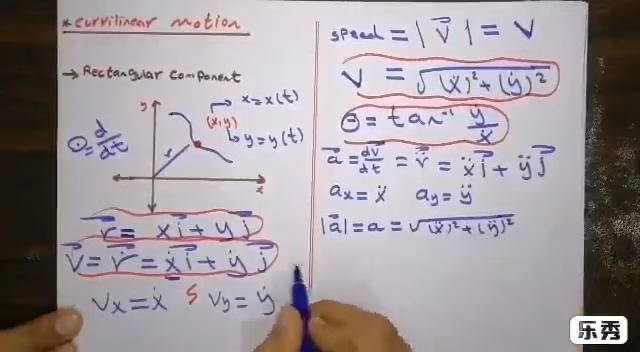 * curvilinear motion
→ Rectangular component
y
x = x(t)
(x,y)
y = y(t)
ʘ = d/dt
r
x
r⃗ = x i⃗ + y j⃗
v⃗ = ṙ⃗ = ẋ i⃗ + ẏ j⃗
Vx = ẋ , Vy = ẏ
speed = | v⃗ | = V
V = √(ẋ)² + (ẏ)²
θ = tan⁻¹ ẏ/ẋ
a⃗ = dv⃗/dt = v̇⃗ = ẍ i⃗ + ÿ j⃗
ax = ẍ ay = ÿ
|a⃗| = a = √(ẍ)² + (ÿ)²
乐秀